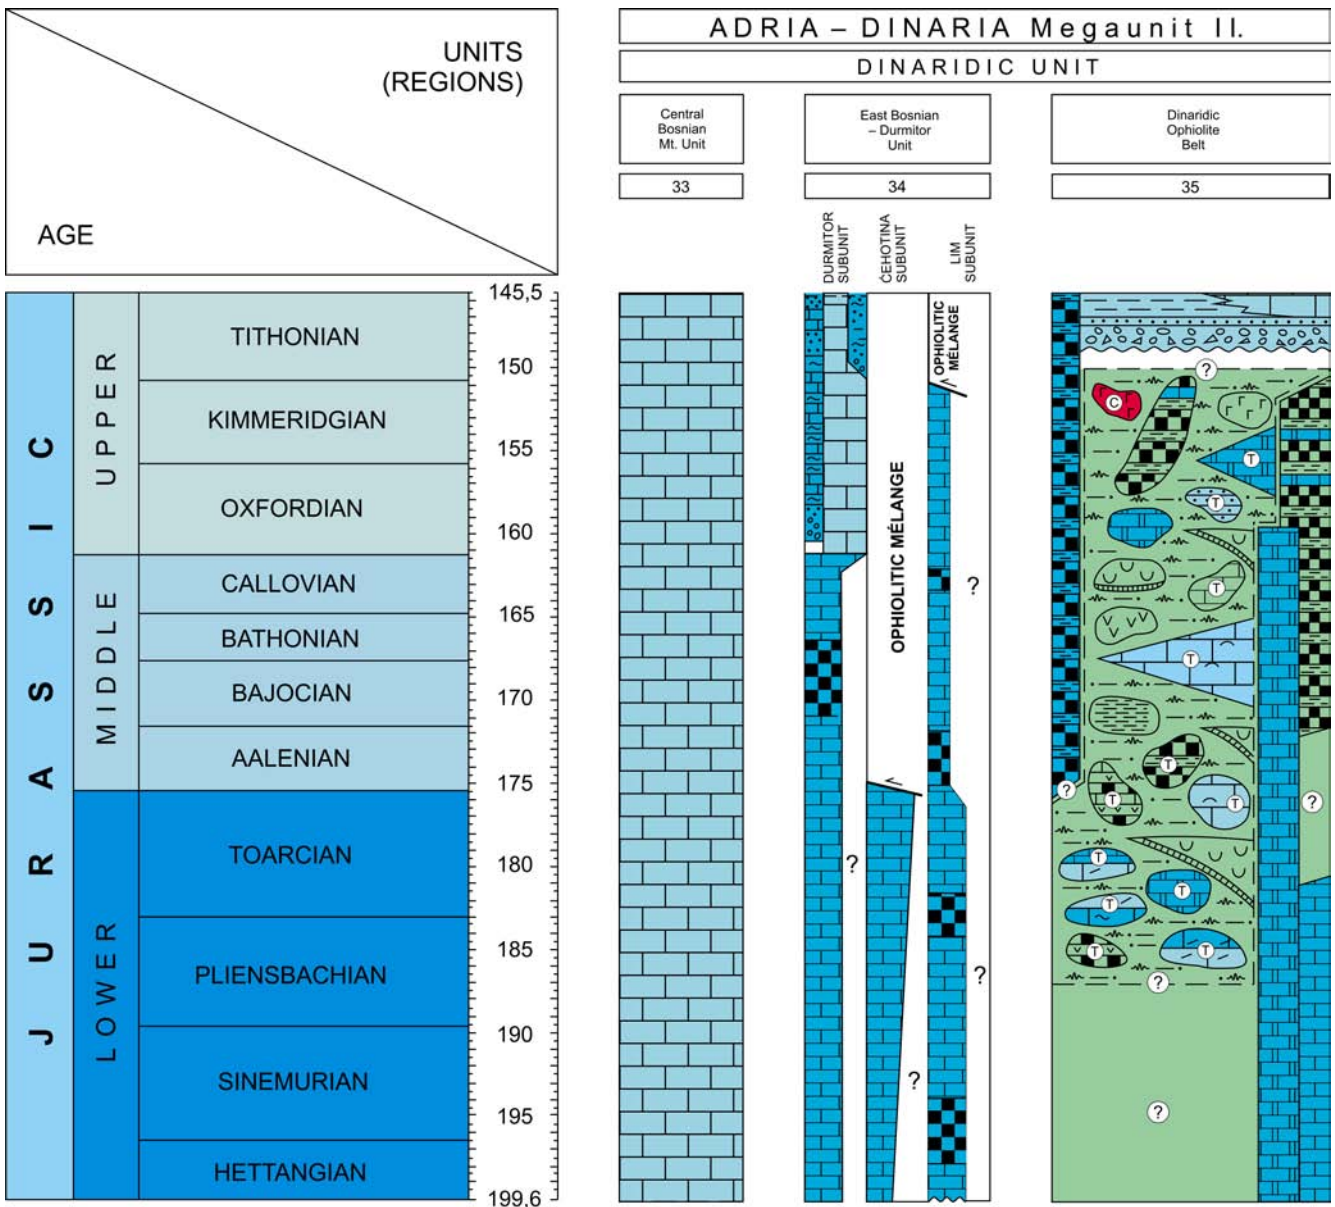 UNITS
(REGIONS)
AGE
ADRIA – DINARIA Megaunit II.
DINARIDIC UNIT
Central
Bosnian
Mt. Unit
East Bosnian
– Durmitor
Unit
Dinaridic
Ophiolite
Belt
33
34
35
DURMITOR
SUBUNIT
ĆEHOTINA
SUBUNIT
LIM
SUBUNIT
JURASSIC
UPPER
MIDDLE
LOWER
TITHONIAN
KIMMERIDGIAN
OXFORDIAN
CALLOVIAN
BATHONIAN
BAJOCIAN
AALENIAN
TOARCIAN
PLIENSBACHIAN
SINEMURIAN
HETTANGIAN
145,5
150
155
160
165
170
175
180
185
190
195
199.6
?
OPHIOLITIC MÉLANGE
?
OPHIOLITIC
MÉLANGE
?
?
?
C
T
T
T
T
T
?
T
T
T
?
T
T
T
T
T
?
?